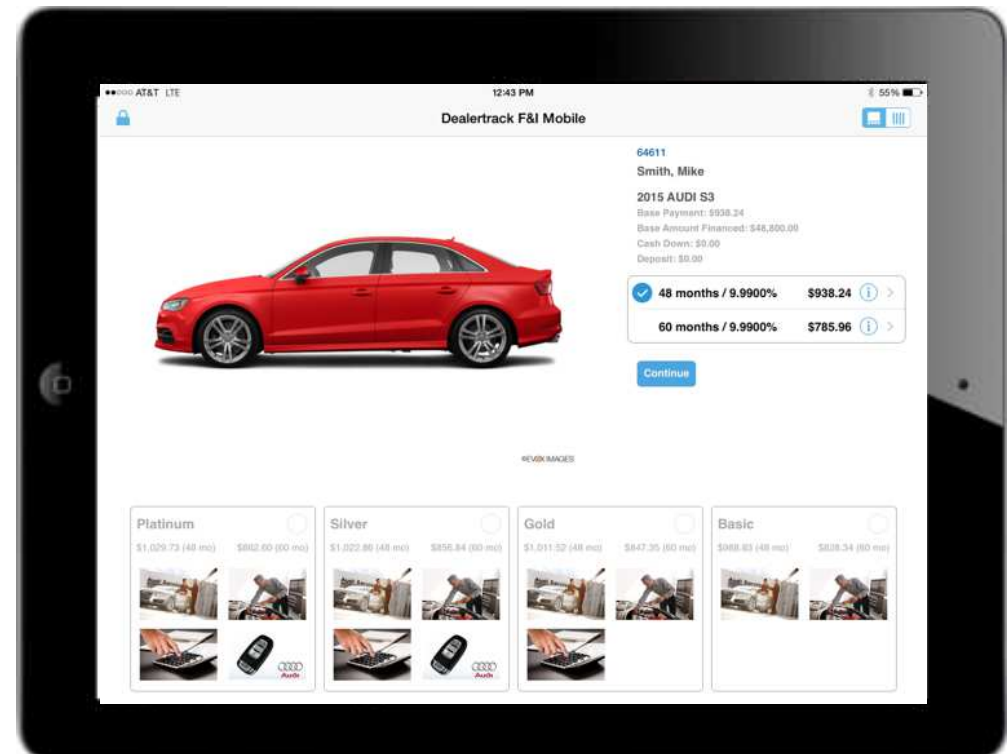 AT&T LTE 12:43 PM 55%
Dealertrack F&I Mobile
64611
Smith, Mike
2015 AUDI S3
Base Payment: $938.24
Base Amount Financed: $46,800.00
Cash Down: $0.00
Deposit: $0.00
48 months / 9.9900% $938.24
60 months / 9.9900% $785.96
Continue
©EVOX IMAGES
Platinum Silver Gold Basic
$1,029.73 (48 mo) $862.60 (60 mo) $1,022.86 (48 mo) $856.84 (60 mo) $1,011.52 (48 mo) $847.35 (60 mo) $988.83 (48 mo) $828.34 (60 mo)
Audi
Audi